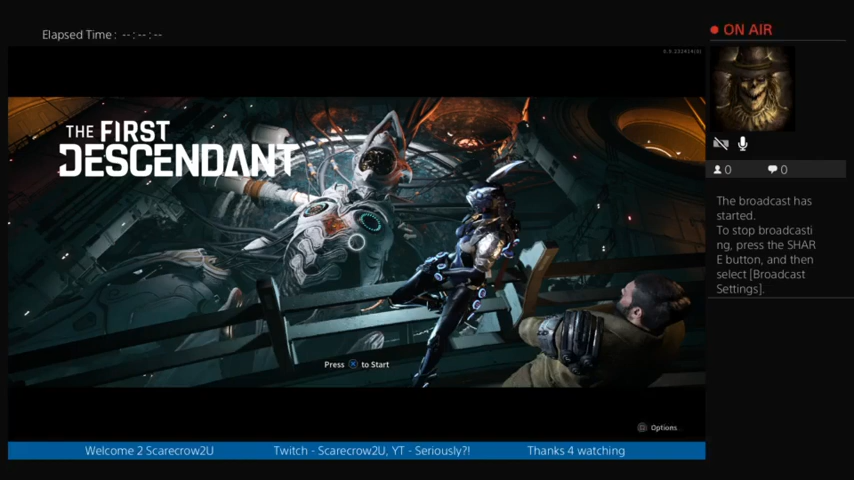 Elapsed Time : -- : -- : --
ON AIR
THE FIRST
DESCENDANT
0
0
The broadcast has
started.
To stop broadcasti
ng, press the SHAR
E button, and then
select [Broadcast
Settings].
Press to Start
Options
Welcome 2 Scarecrow2U
Twitch - Scarecrow2U, YT - Seriously?!
Thanks 4 watching